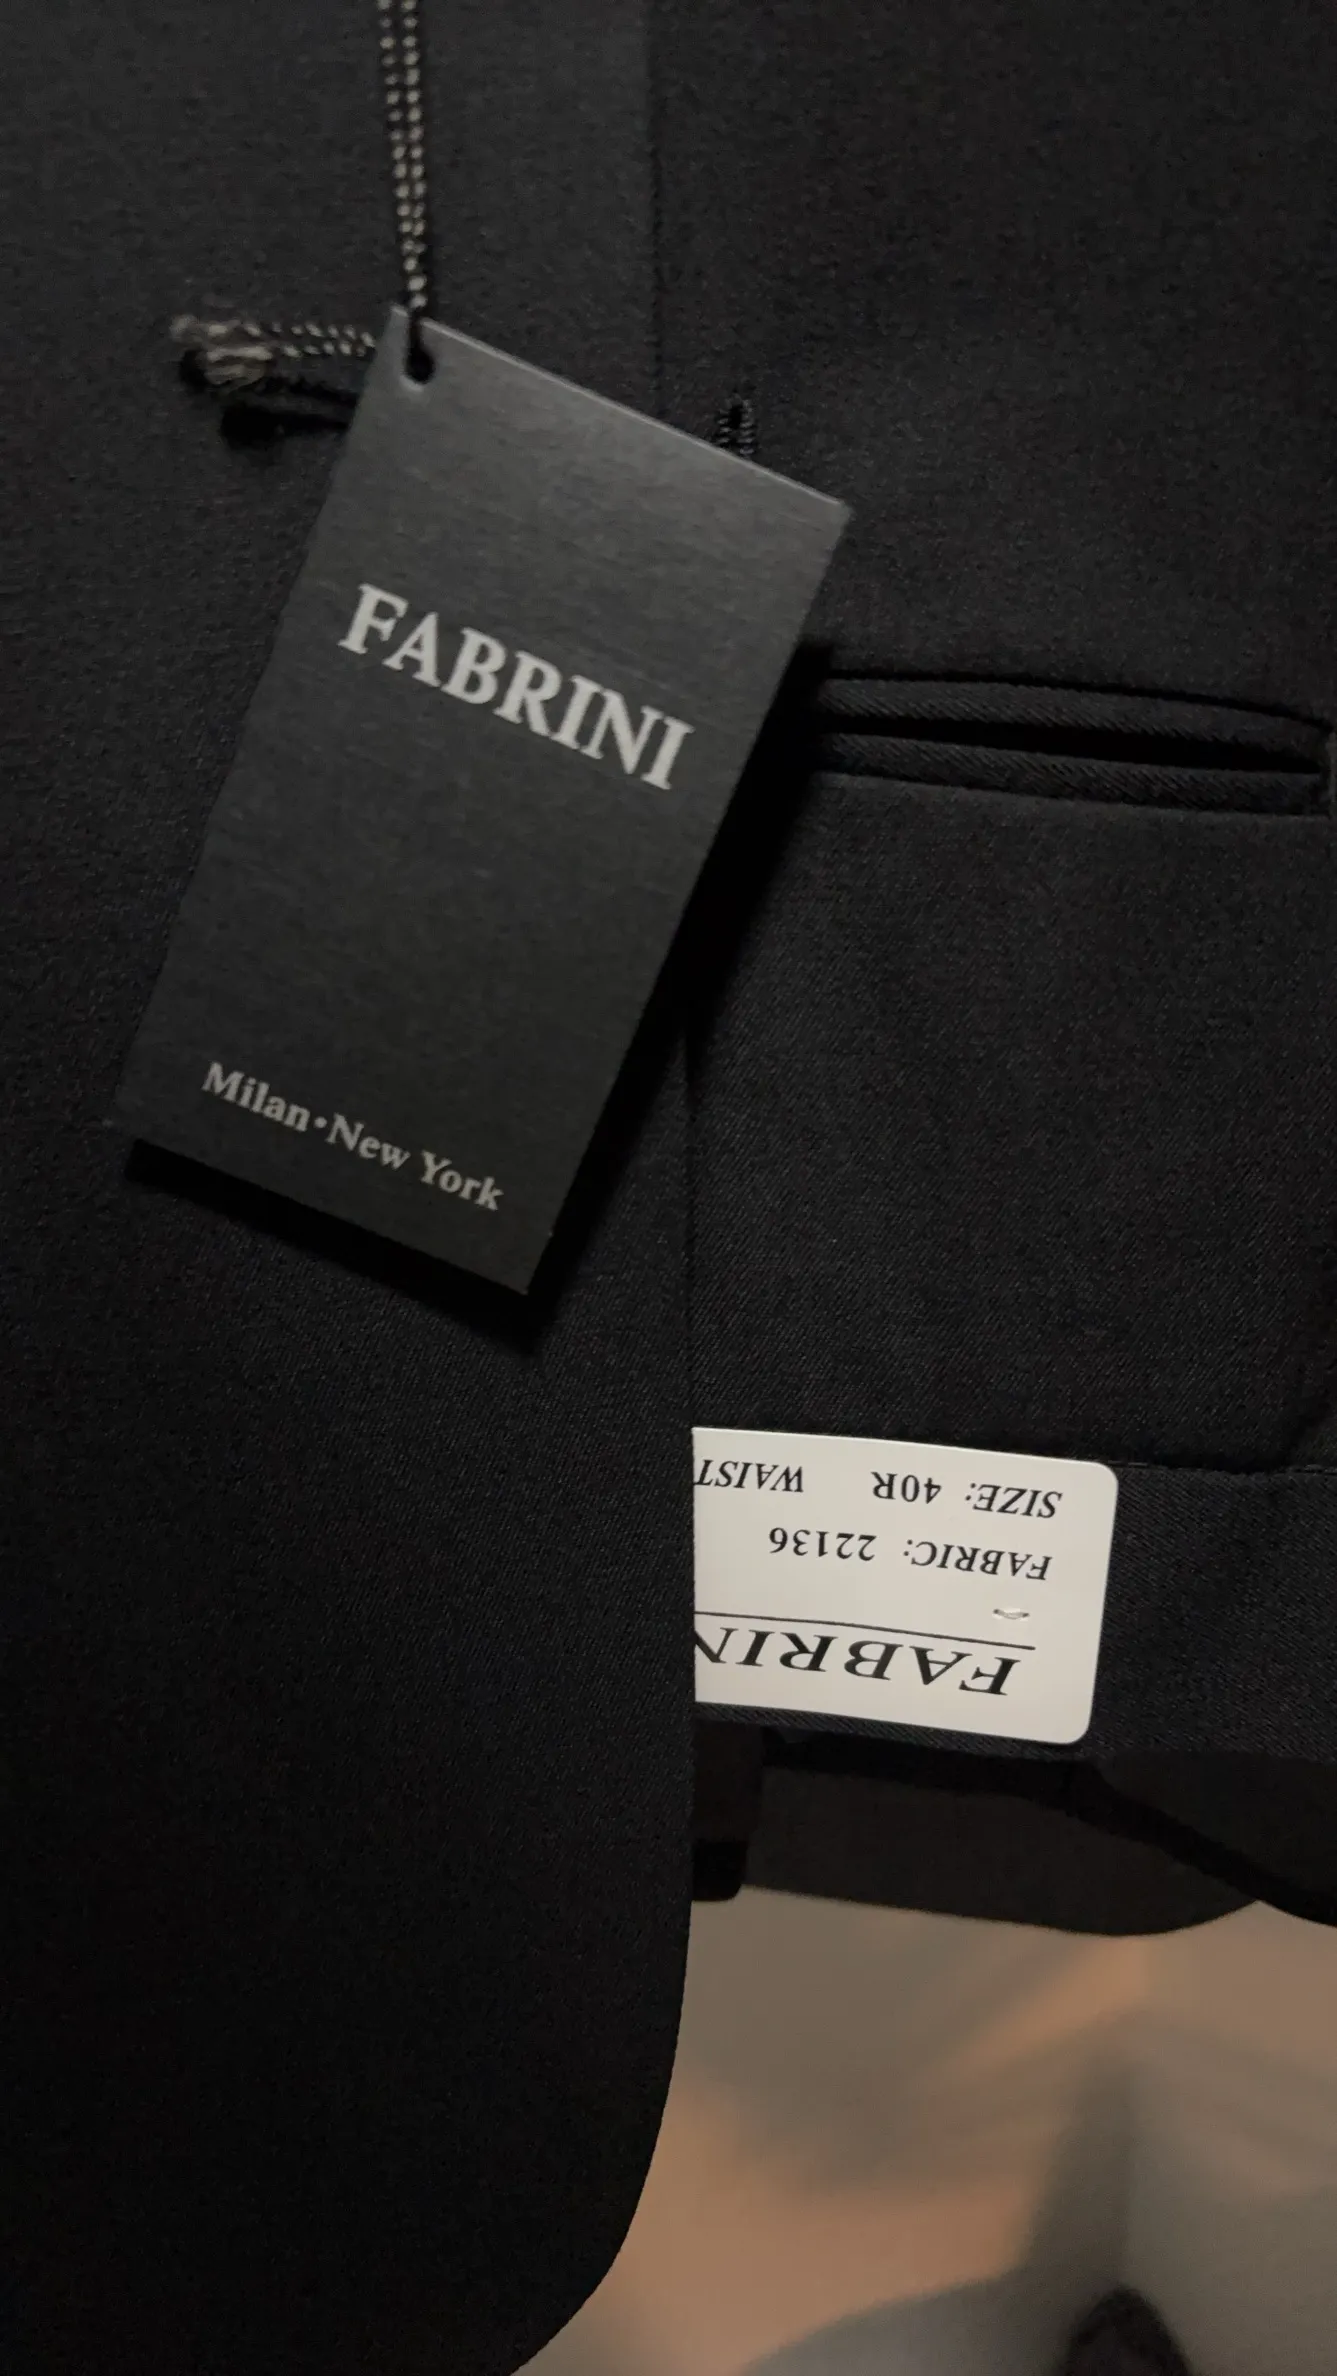 FABRINI
Milan • New York
FABRIN
FABRIC: 22136
SIZE: 40R WAIST